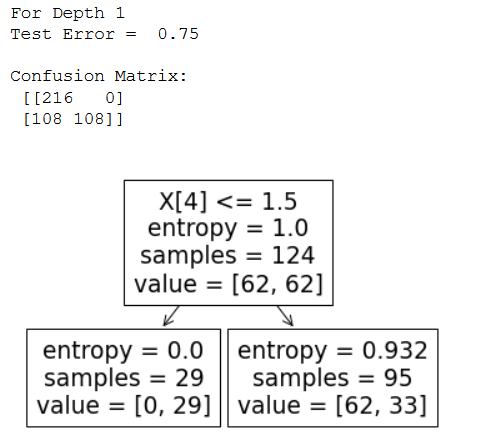 For Depth 1
Test Error =  0.75
Confusion Matrix:
[[216   0]
[108 108]]
X[4] <= 1.5
entropy = 1.0
samples = 124
value = [62, 62]
entropy = 0.0
samples = 29
value = [0, 29]
entropy = 0.932
samples = 95
value = [62, 33]